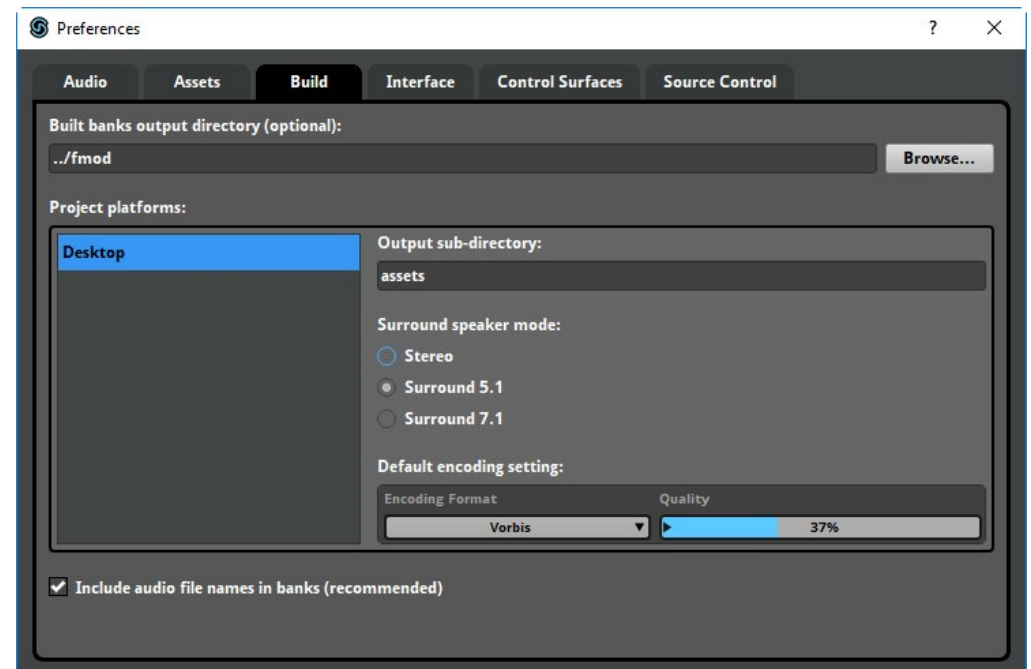 Preferences
?
Audio Assets Build Interface Control Surfaces Source Control
Built banks output directory (optional):
../fmod Browse...
Project platforms:
Desktop
Output sub-directory:
assets
Surround speaker mode:
Stereo
Surround 5.1
Surround 7.1
Default encoding setting:
Encoding Format Quality
Vorbis 37%
Include audio file names in banks (recommended)